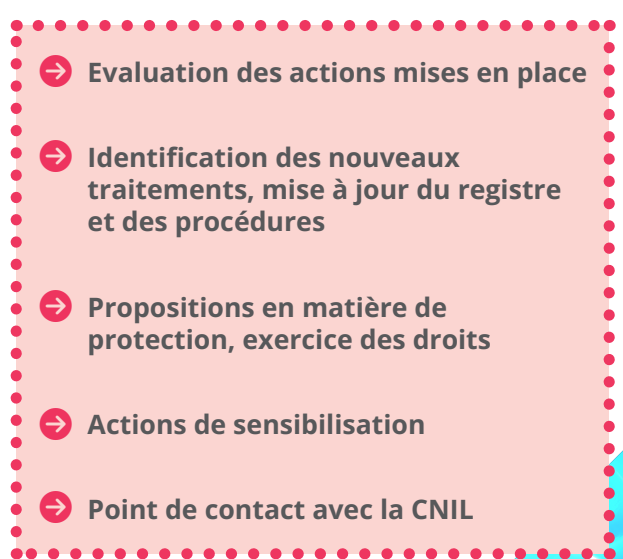 Evaluation des actions mises en place
Identification des nouveaux
traitements, mise à jour du registre
et des procédures
Propositions en matière de
protection, exercice des droits
Actions de sensibilisation
Point de contact avec la CNIL